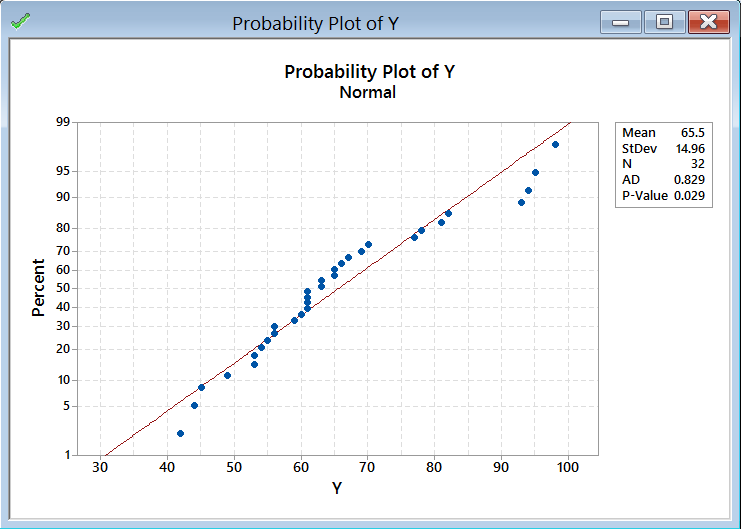 Probability Plot of Y
Probability Plot of Y
Normal
99
95
90
80
70
60
50
40
30
20
10
5
1
Percent
30 40 50 60 70 80 90 100
Y
Mean 65.5
StDev 14.96
N 32
AD 0.829
P-Value 0.029